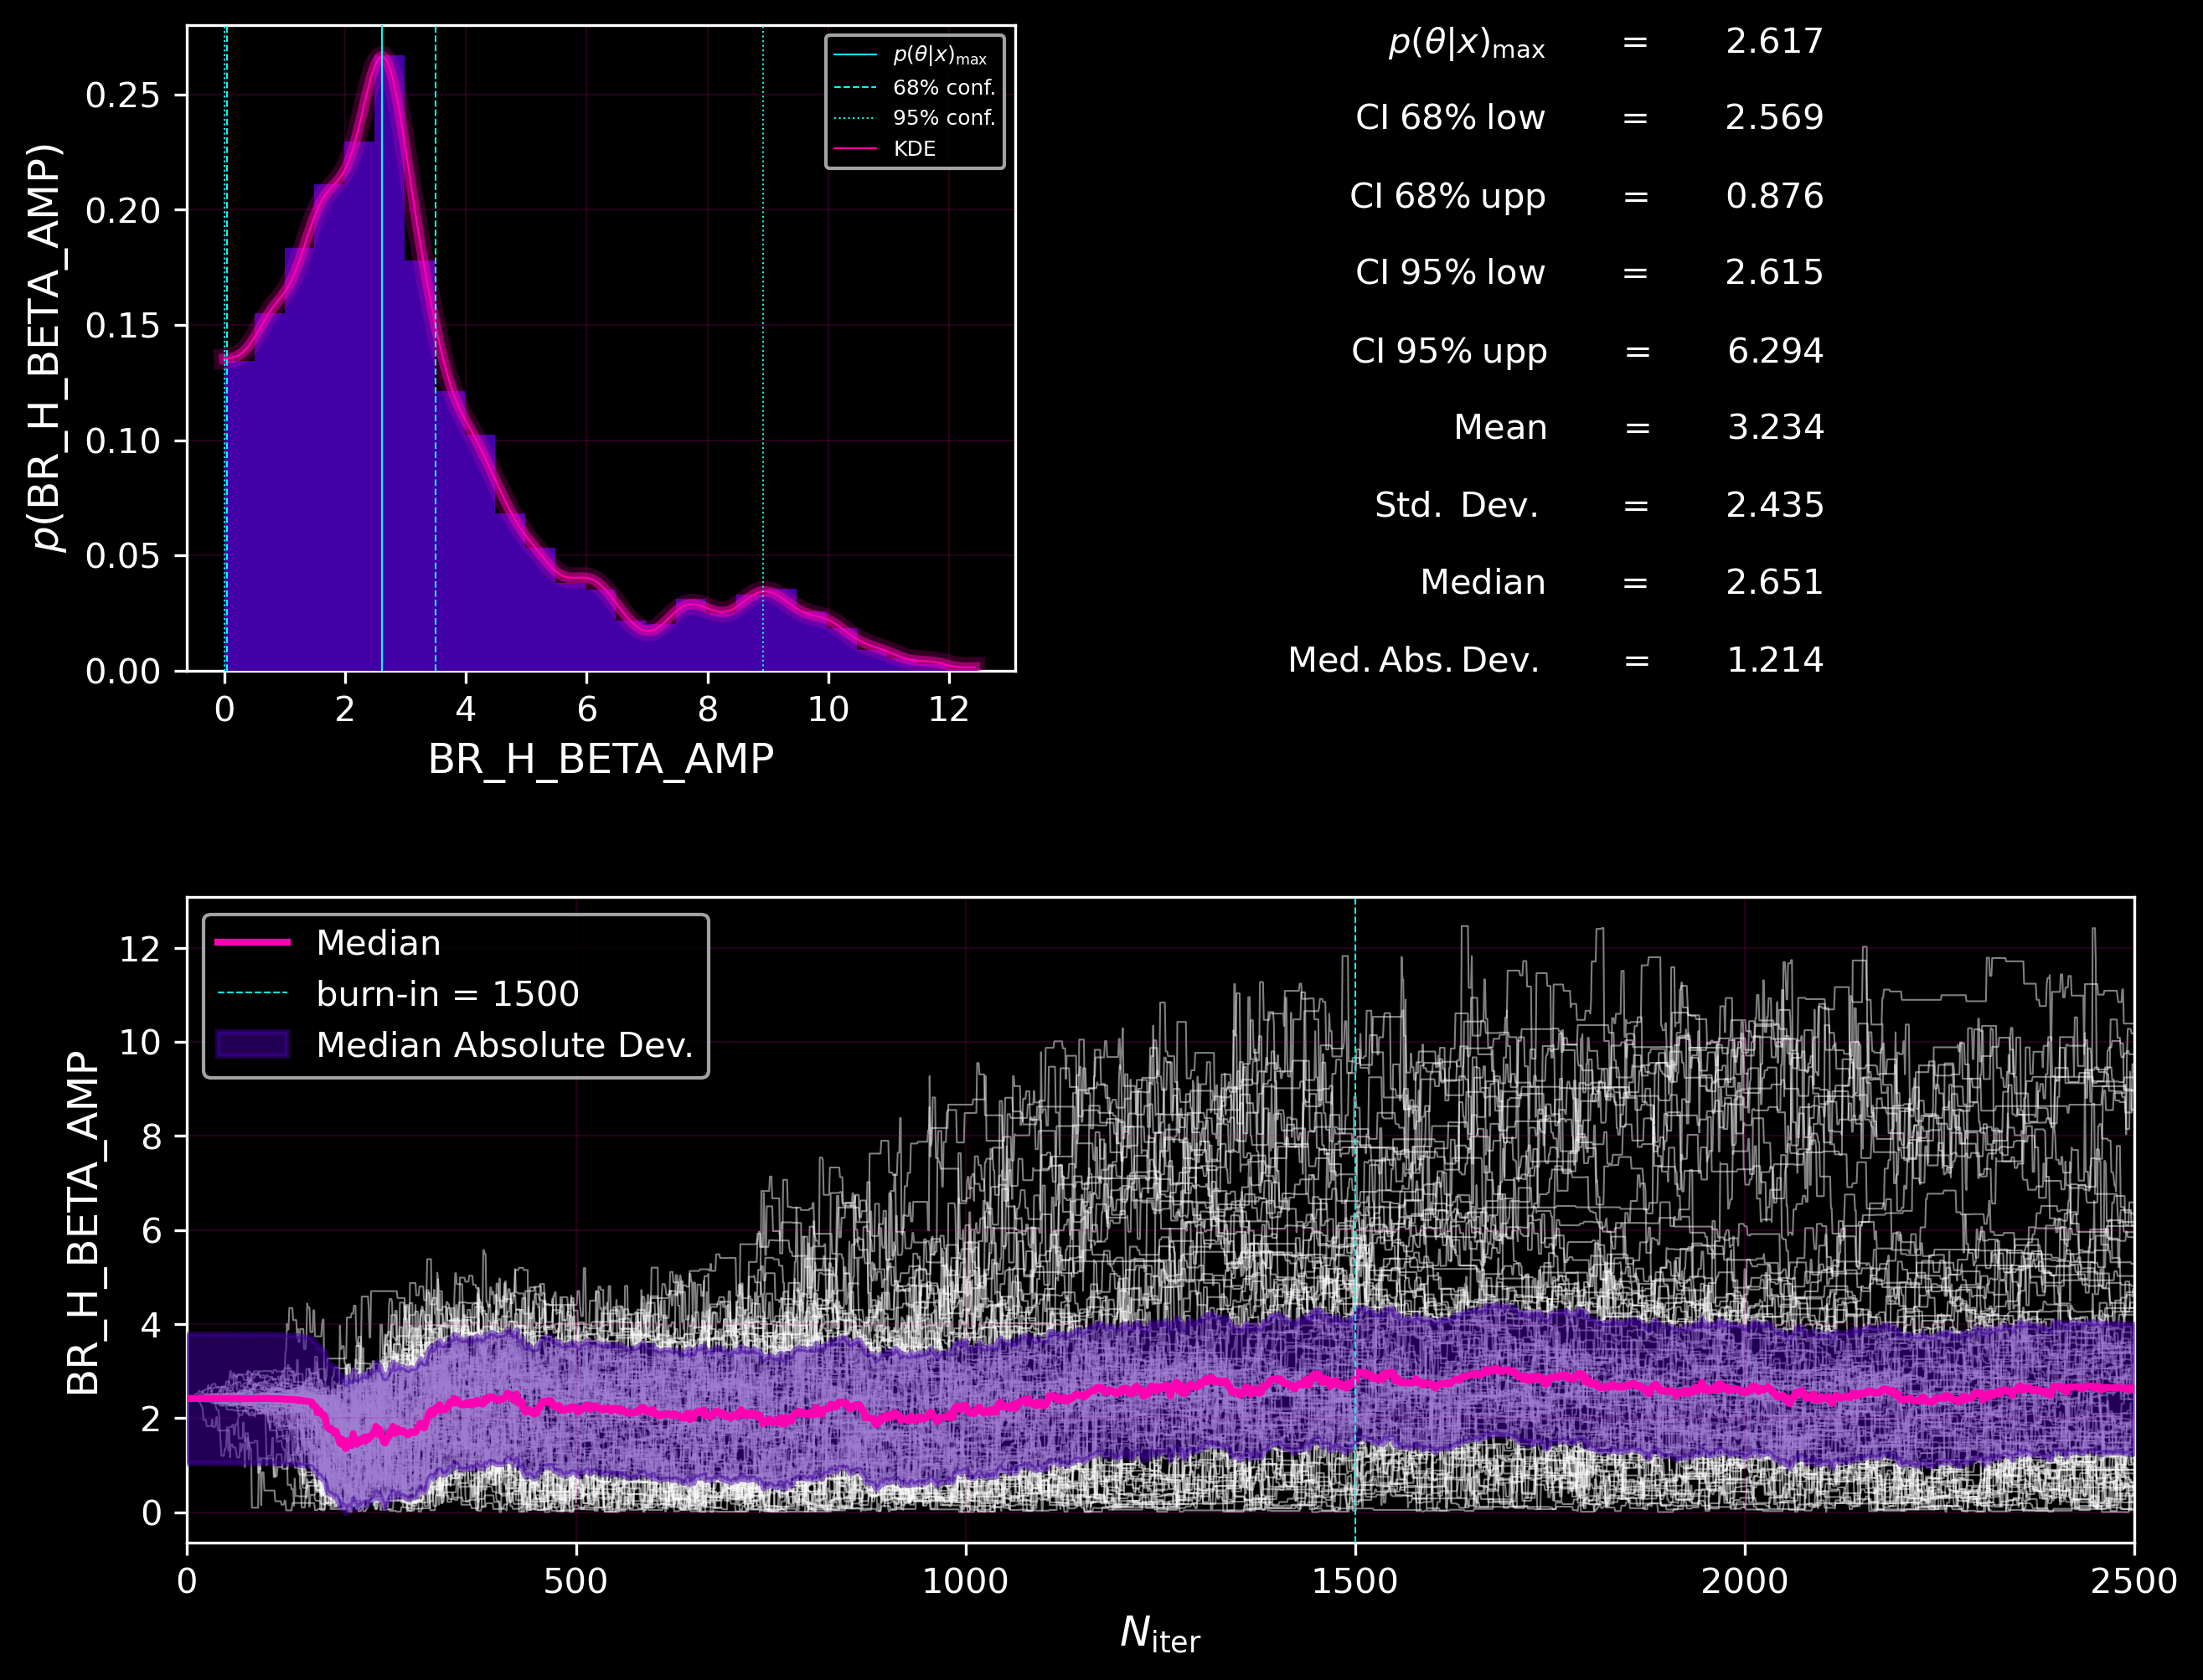 p(BR_H_BETA_AMP)
0.25
0.20
0.15
0.10
0.05
0.00
0 2 4 6 8 10 12
BR_H_BETA_AMP
p(θ|x)max
68% conf.
95% conf.
KDE
p(θ|x)max = 2.617
CI 68% low = 2.569
CI 68% upp = 0.876
CI 95% low = 2.615
CI 95% upp = 6.294
Mean = 3.234
Std. Dev. = 2.435
Median = 2.651
Med. Abs. Dev. = 1.214
BR_H_BETA_AMP
12
10
8
6
4
2
0
Median
burn-in = 1500
Median Absolute Dev.
0 500 1000 1500 2000 2500
Niter